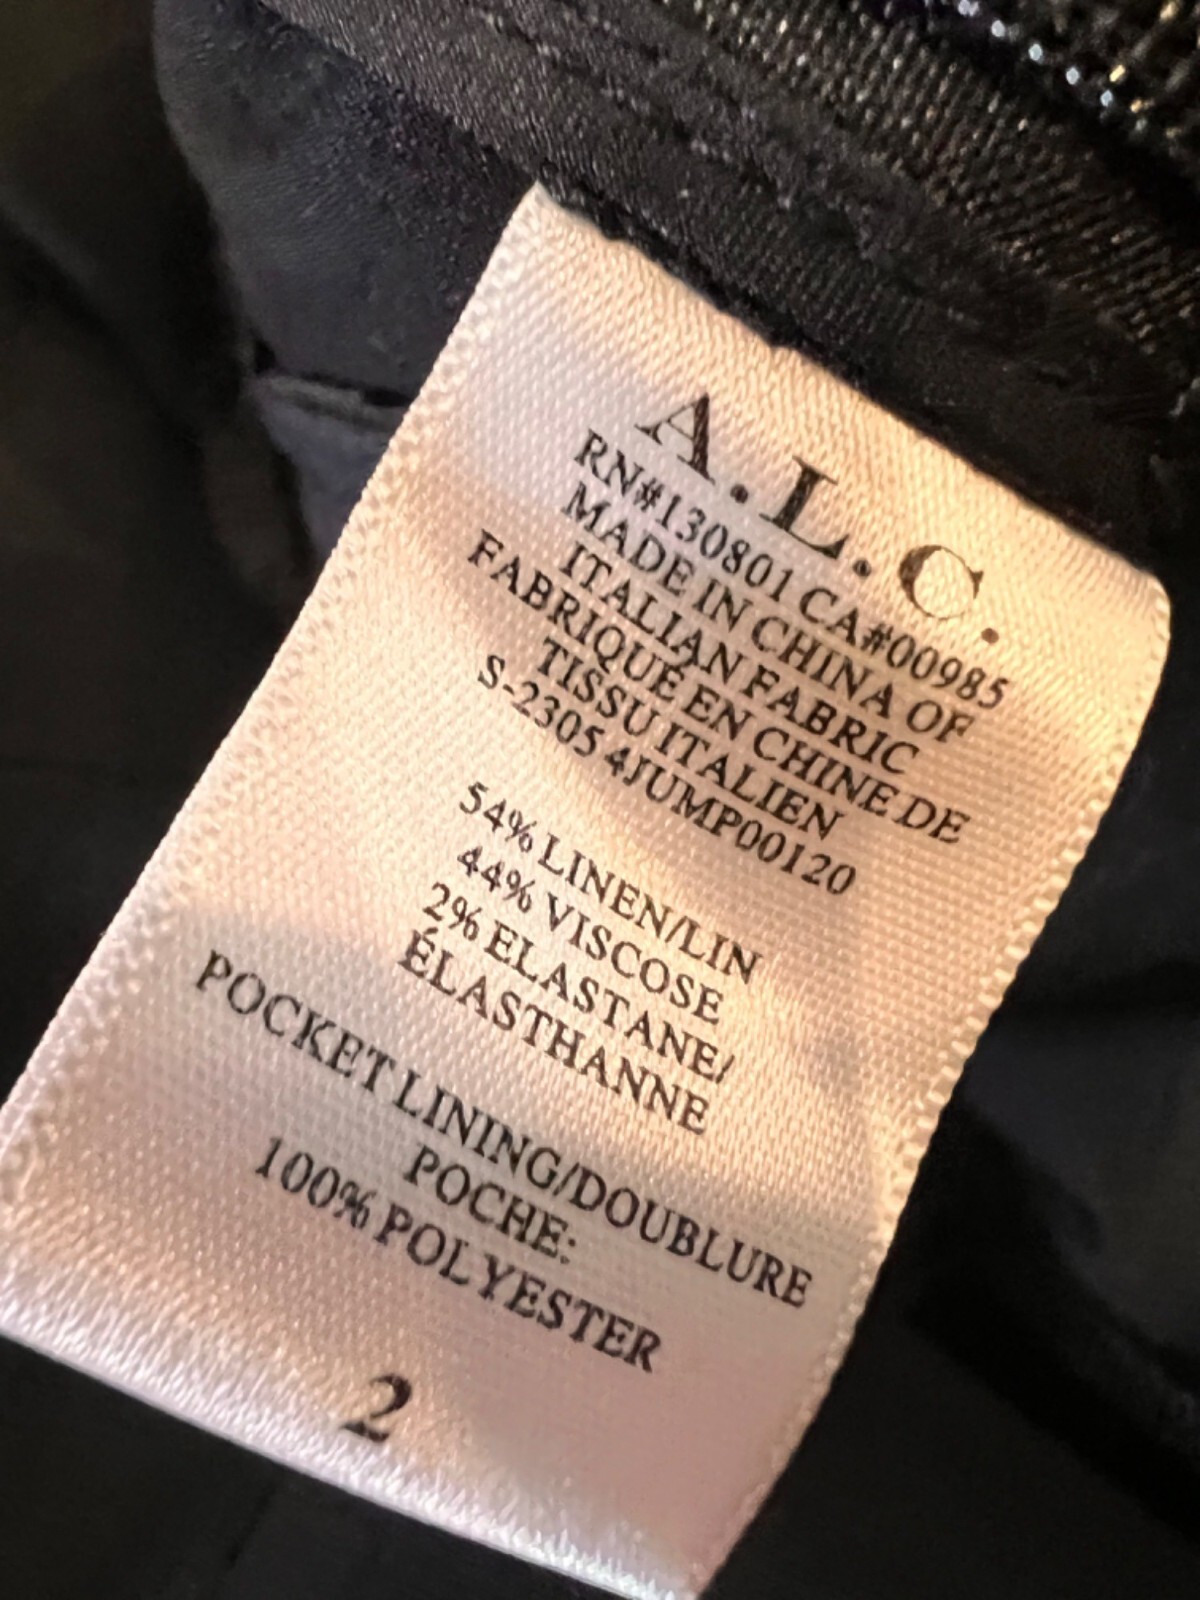 A.L.C.
RN#130801 CA#00985
MADE IN CHINA OF
ITALIAN FABRIC
FABRIQUÉ EN CHINE DE
TISSU ITALIEN
S-2305 4JUMP00120
54% LINEN/LIN
44% VISCOSE
2% ELASTANE/
ÉLASTHANNE
POCKET LINING/DOUBLURE
POCHE:
100% POLYESTER
2